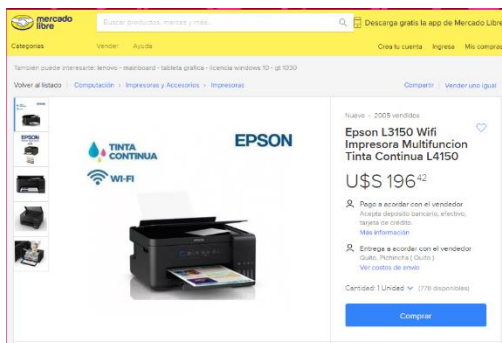 mercado
libre
Buscar productos, marcas y más...
Descarga gratis la app de Mercado Libre
Categorías
Vender
Ayuda
Crea tu cuenta
Ingresa
Mis compras
También puede interesarte: lenovo - mainboard - tableta grafica - licencia windows 10 - gt 1030
Volver al listado
Computación > Impresoras y Accesorios > Impresoras
Compartir
Vender uno igual
Nuevo - 2005 vendidos
Epson L3150 Wifi
Impresora Multifuncion
Tinta Continua L4150
U$S 196 42
Pago a acordar con el vendedor
Acepta depósito bancario, efectivo,
tarjeta de crédito.
Más información
Entrega a acordar con el vendedor
Quito, Pichincha ( Quito )
Ver costos de envío
Cantidad: 1 Unidad
(778 disponibles)
Comprar
EPSON
TINTA
CONTINUA
WI-FI
EPSON